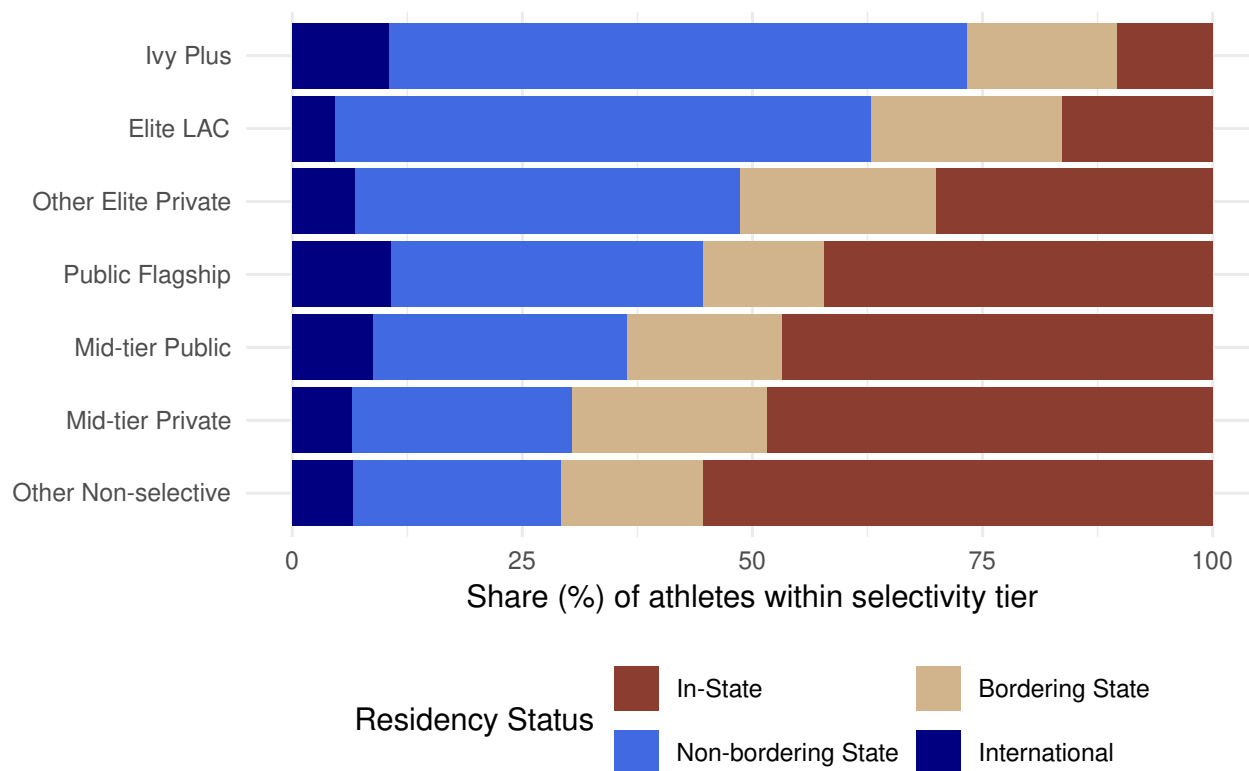 Ivy Plus
Elite LAC
Other Elite Private
Public Flagship
Mid-tier Public
Mid-tier Private
Other Non-selective
0 25 50 75 100
Share (%) of athletes within selectivity tier
Residency Status
In-State
Bordering State
Non-bordering State
International